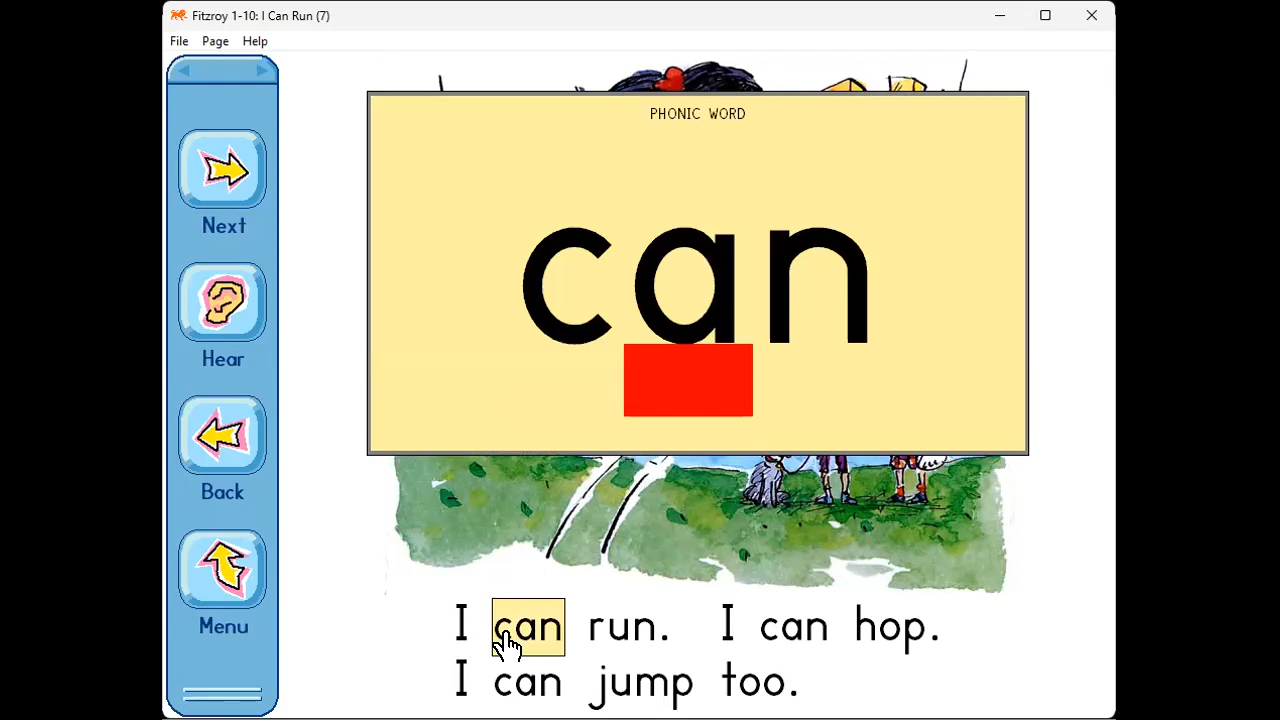 Fitzroy 1-10: I Can Run (7)
File Page Help
PHONIC WORD
can
Next
Hear
Back
Menu
I can run. I can hop.
I can jump too.